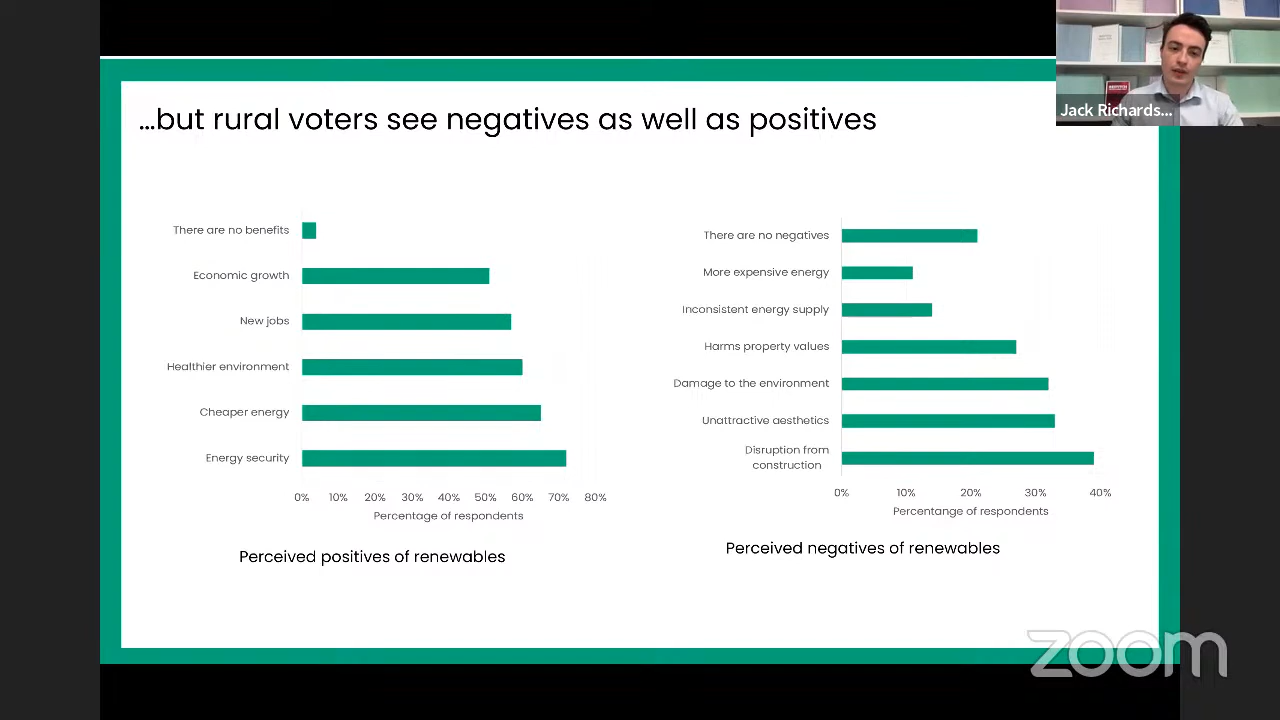 Jack Richards...
...but rural voters see negatives as well as positives
There are no benefits
Economic growth
New jobs
Healthier environment
Cheaper energy
Energy security
0% 10% 20% 30% 40% 50% 60% 70% 80%
Percentage of respondents
Perceived positives of renewables
There are no negatives
More expensive energy
Inconsistent energy supply
Harms property values
Damage to the environment
Unattractive aesthetics
Disruption from
construction
0% 10% 20% 30% 40%
Percentange of respondents
Perceived negatives of renewables
zoom